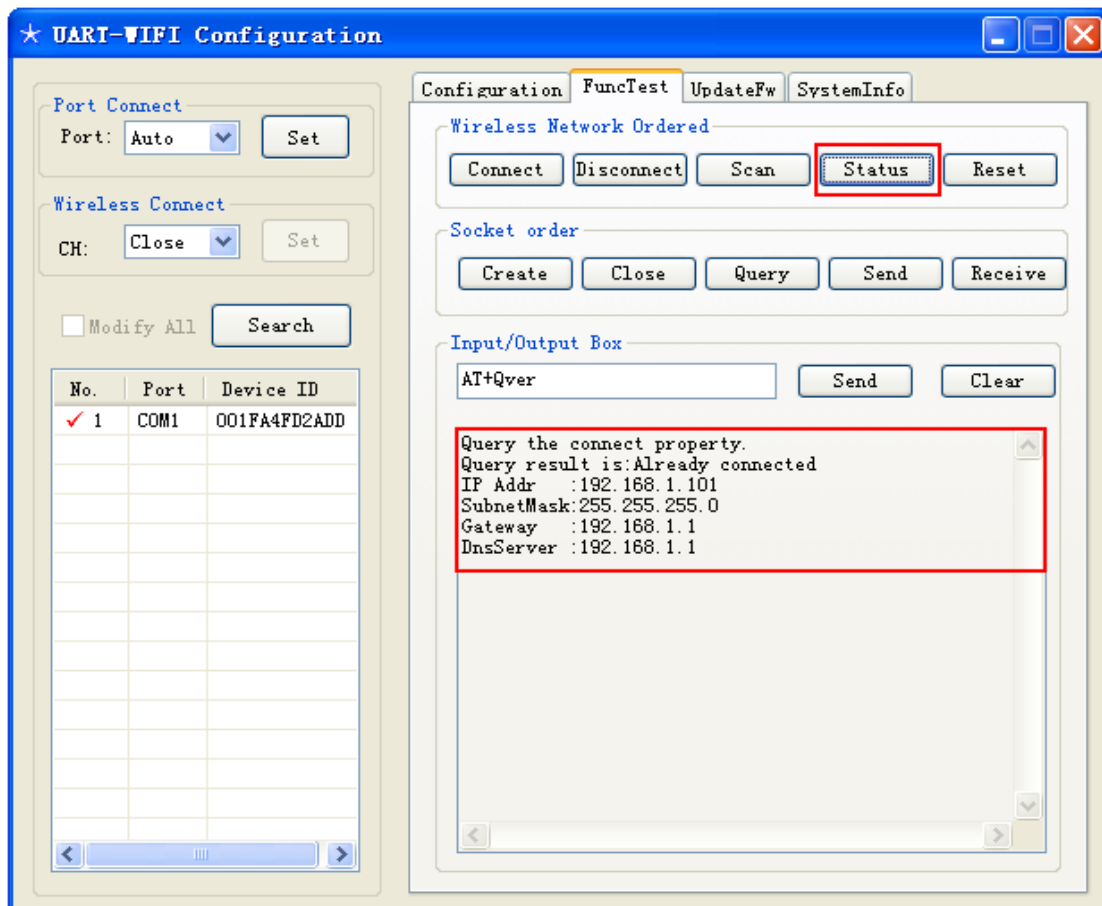 UART-WIFI Configuration
Port Connect
Port: Auto Set
Wireless Connect
CH: Close Set
Modify All Search
No. Port Device ID
1 COM1 001FA4FD2ADD
Configuration FuncTest UpdateFw SystemInfo
Wireless Network Ordered
Connect Disconnect Scan Status Reset
Socket order
Create Close Query Send Receive
Input/Output Box
AT+Qver Send Clear
Query the connect property.
Query result is:Already connected
IP Addr :192.168.1.101
SubnetMask:255.255.255.0
Gateway :192.168.1.1
DnsServer :192.168.1.1